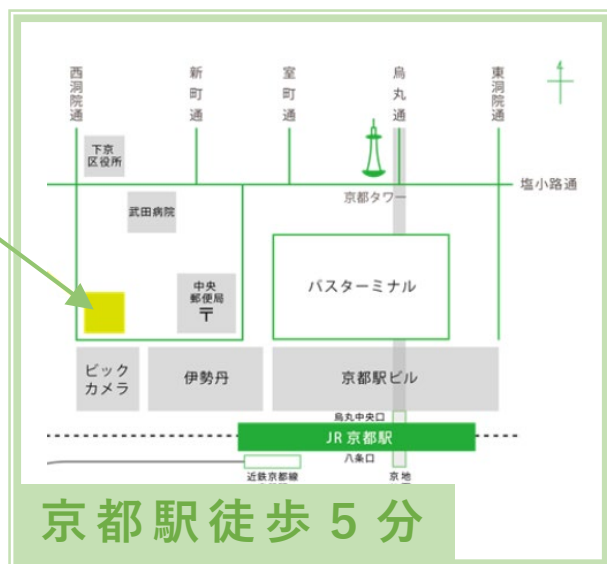 西洞院通
新町通
室町通
烏丸通
東洞院通
下京
区役所
塩小路通
京都タワー
武田病院
中央
郵便局
〒
バスターミナル
ビック
カメラ
伊勢丹
京都駅ビル
烏丸中央口
JR 京都駅
八条口
近鉄京都線
京 地
京都駅徒歩 5 分